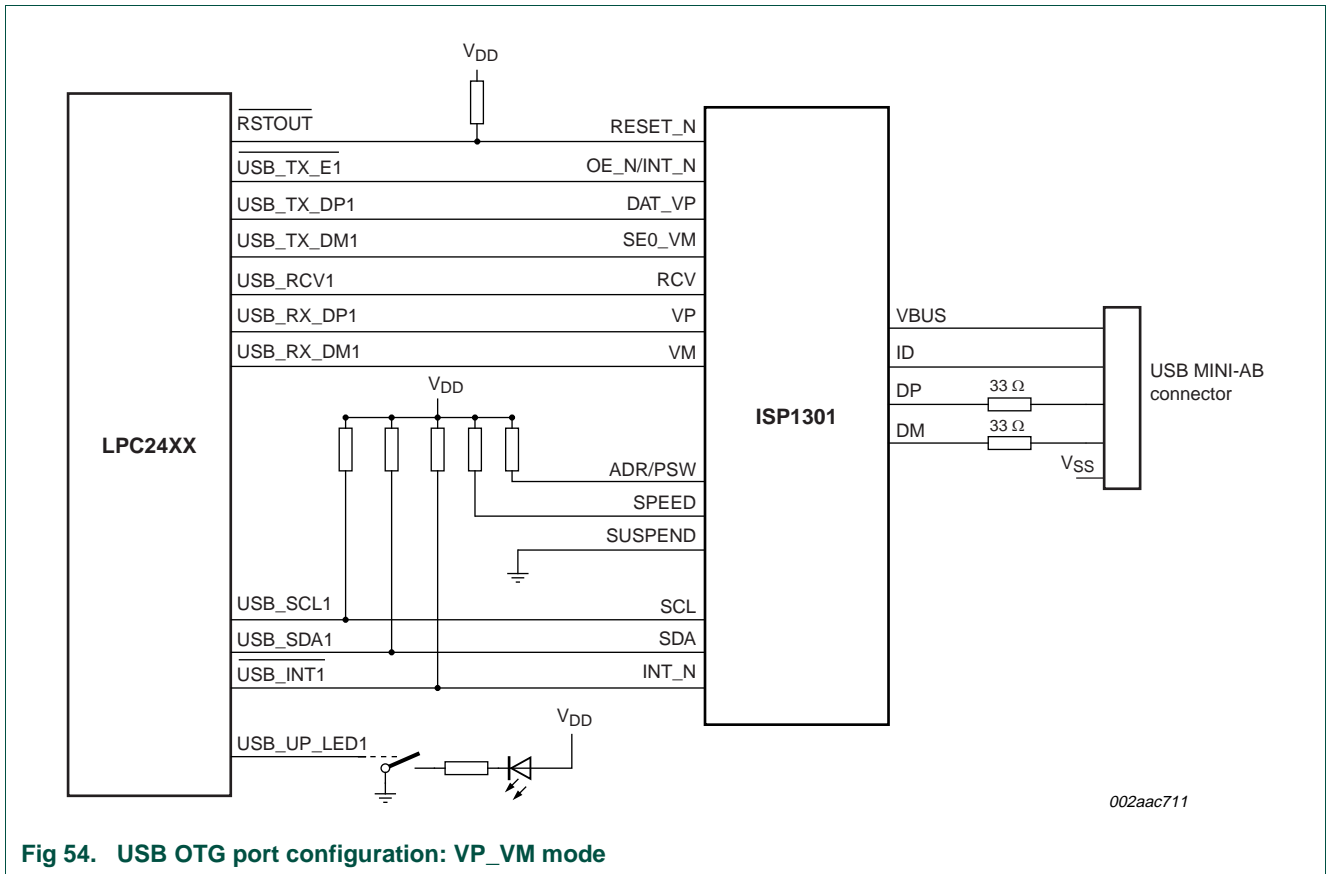 VDD
RSTOUT RESET_N
USB_TX_E1 OE_N/INT_N
USB_TX_DP1 DAT_VP
USB_TX_DM1 SE0_VM
USB_RCV1 RCV
USB_RX_DP1 VP
USB_RX_DM1 VM
VBUS
ID
DP 33 Ω
DM 33 Ω
VSS
USB MINI-AB
connector
VDD
LPC24XX
ISP1301
ADR/PSW
SPEED
SUSPEND
USB_SCL1 SCL
USB_SDA1 SDA
USB_INT1 INT_N
VDD
USB_UP_LED1
002aac711
Fig 54. USB OTG port configuration: VP_VM mode